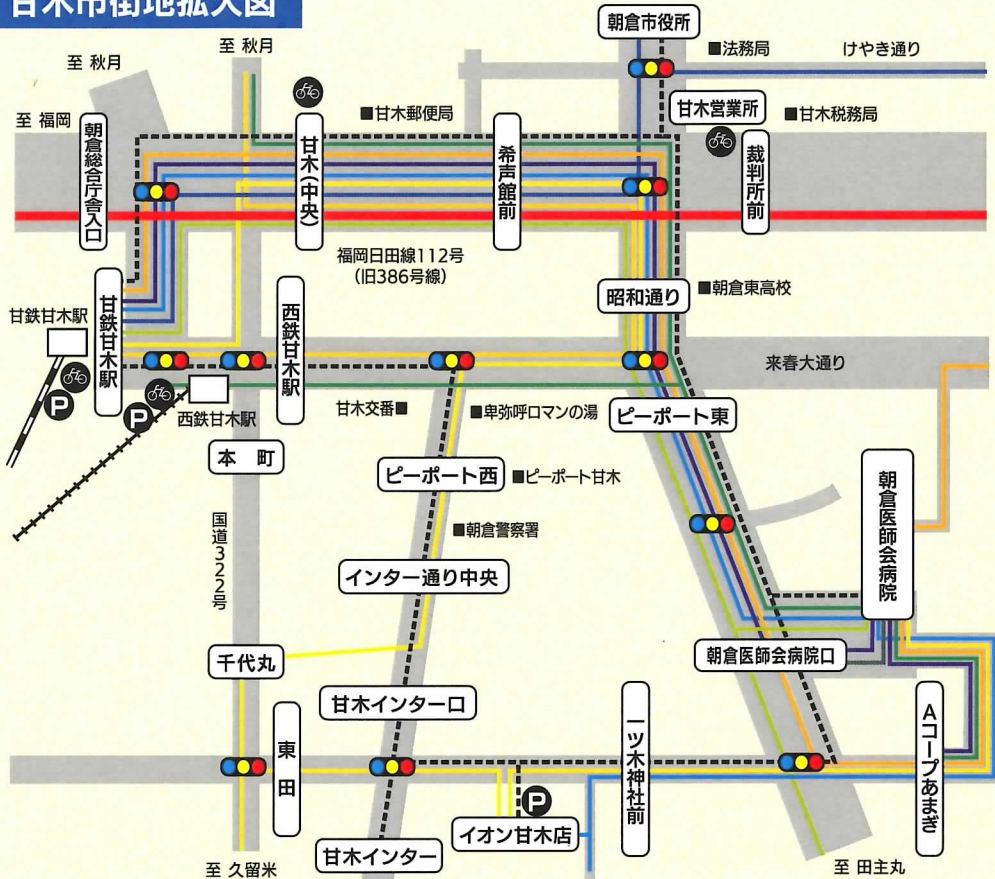 甘木市街地拡大図
朝倉市役所
至 秋月
至 秋月
■法務局
けやき通り
至 福岡
■甘木郵便局
甘木営業所
■甘木税務局
朝倉総合庁舎入口
甘木(中央)
希声館前
裁判所前
福岡日田線112号
(旧386号線)
昭和通り
■朝倉東高校
甘鉄甘木駅
甘鉄甘木駅
西鉄甘木駅
来春大通り
P
P
西鉄甘木駅
甘木交番■
■卑弥呼ロマンの湯
ピーポート東
本町
ピーポート西
■ピーポート甘木
朝倉医師会病院
国道322号
■朝倉警察署
インター通り中央
千代丸
朝倉医師会病院口
甘木インター口
一ツ木神社前
Aコープあまぎ
東田
P
イオン甘木店
甘木インター
至 久留米
至 田主丸